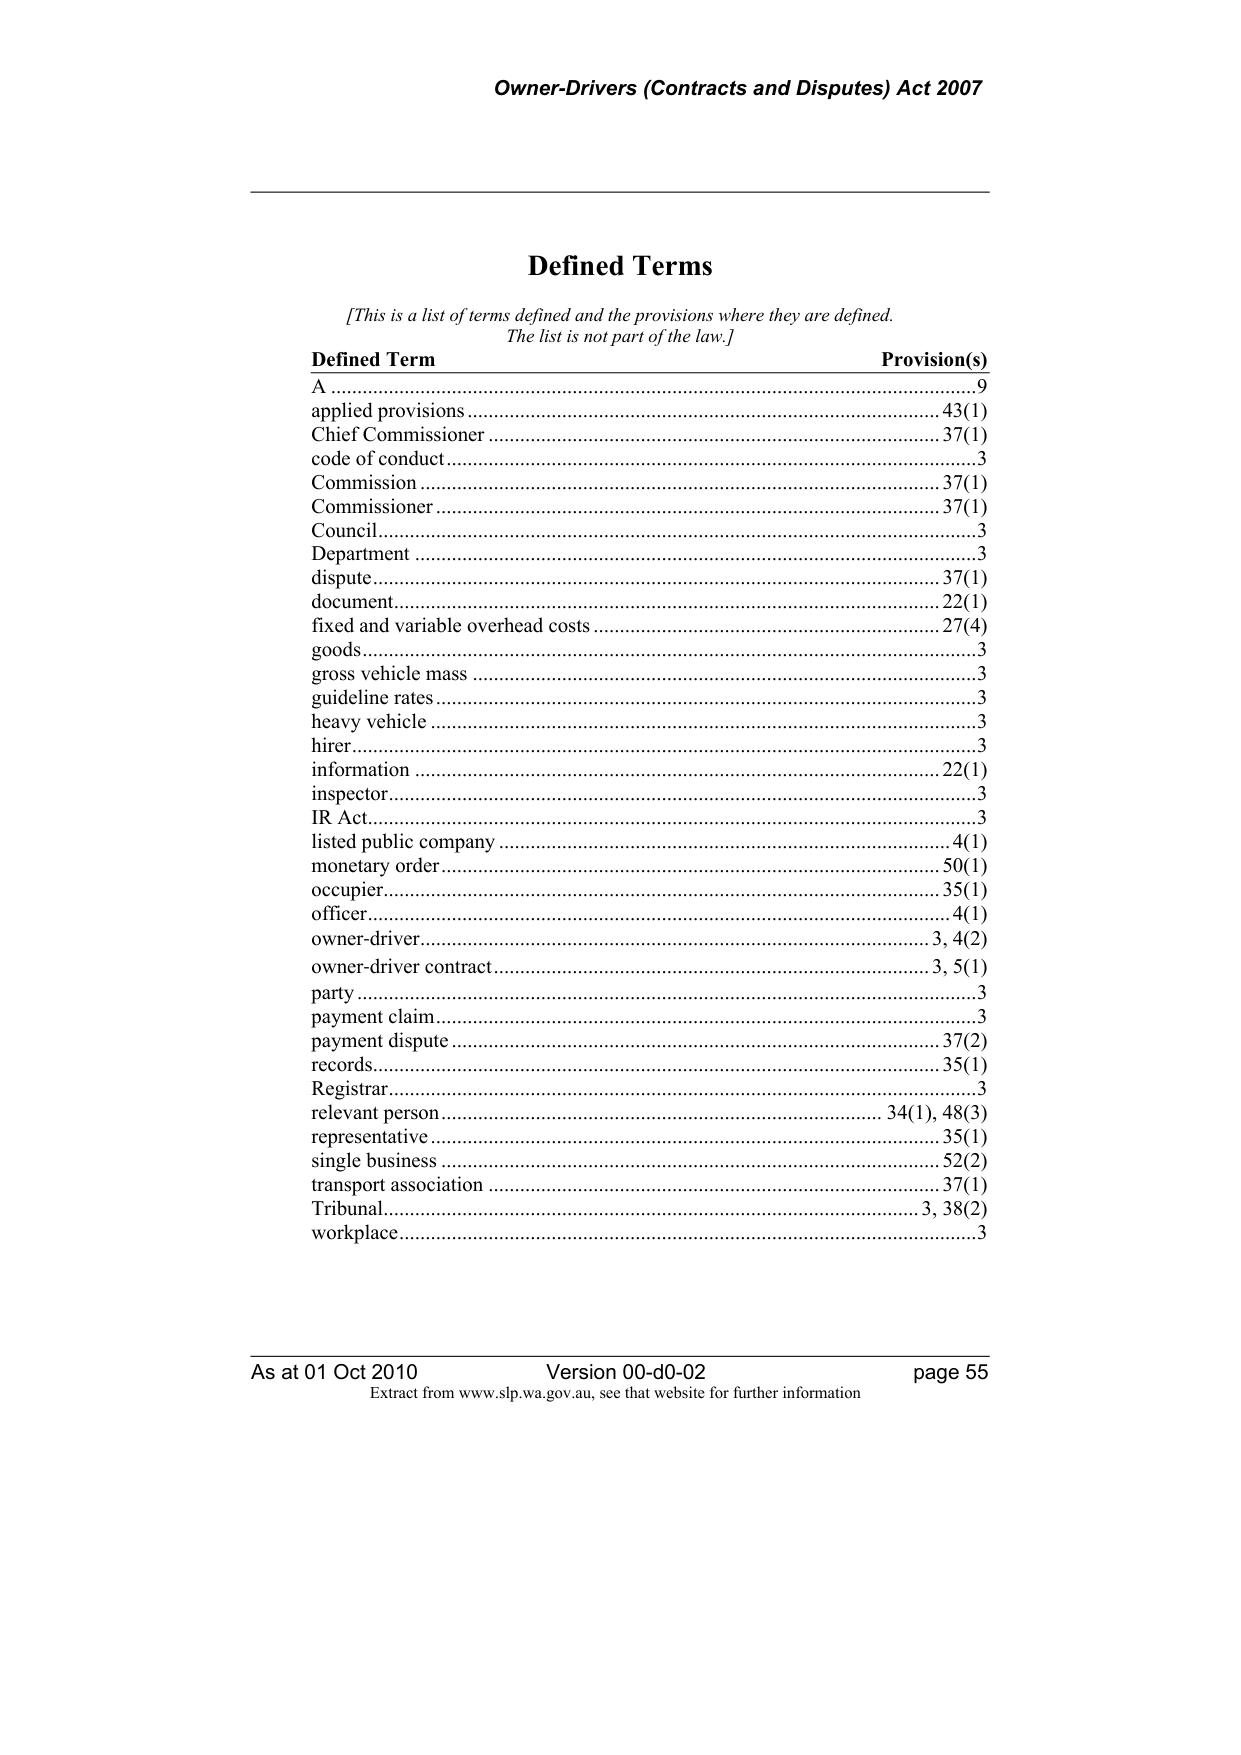 Owner-Drivers (Contracts and Disputes) Act 2007
Defined Terms
[This is a list of terms defined and the provisions where they are defined.
The list is not part of the law.]
Defined Term Provision(s)
A ........................................................................................................................... 9
applied provisions .......................................................................................... 43(1)
Chief Commissioner ...................................................................................... 37(1)
code of conduct ..................................................................................................... 3
Commission ................................................................................................... 37(1)
Commissioner ................................................................................................ 37(1)
Council .................................................................................................................. 3
Department ........................................................................................................... 3
dispute ............................................................................................................ 37(1)
document ........................................................................................................ 22(1)
fixed and variable overhead costs .................................................................. 27(4)
goods ..................................................................................................................... 3
gross vehicle mass ................................................................................................ 3
guideline rates ....................................................................................................... 3
heavy vehicle ........................................................................................................ 3
hirer ....................................................................................................................... 3
information .................................................................................................... 22(1)
inspector ................................................................................................................ 3
IR Act .................................................................................................................... 3
listed public company ...................................................................................... 4(1)
monetary order ............................................................................................... 50(1)
occupier .......................................................................................................... 35(1)
officer ............................................................................................................... 4(1)
owner-driver ................................................................................................. 3, 4(2)
owner-driver contract ................................................................................... 3, 5(1)
party ...................................................................................................................... 3
payment claim ....................................................................................................... 3
payment dispute ............................................................................................. 37(2)
records ............................................................................................................ 35(1)
Registrar ................................................................................................................ 3
relevant person .................................................................................... 34(1), 48(3)
representative ................................................................................................. 35(1)
single business ............................................................................................... 52(2)
transport association ...................................................................................... 37(1)
Tribunal ...................................................................................................... 3, 38(2)
workplace .............................................................................................................. 3
As at 01 Oct 2010 Version 00-d0-02 page 55
Extract from www.slp.wa.gov.au, see that website for further information